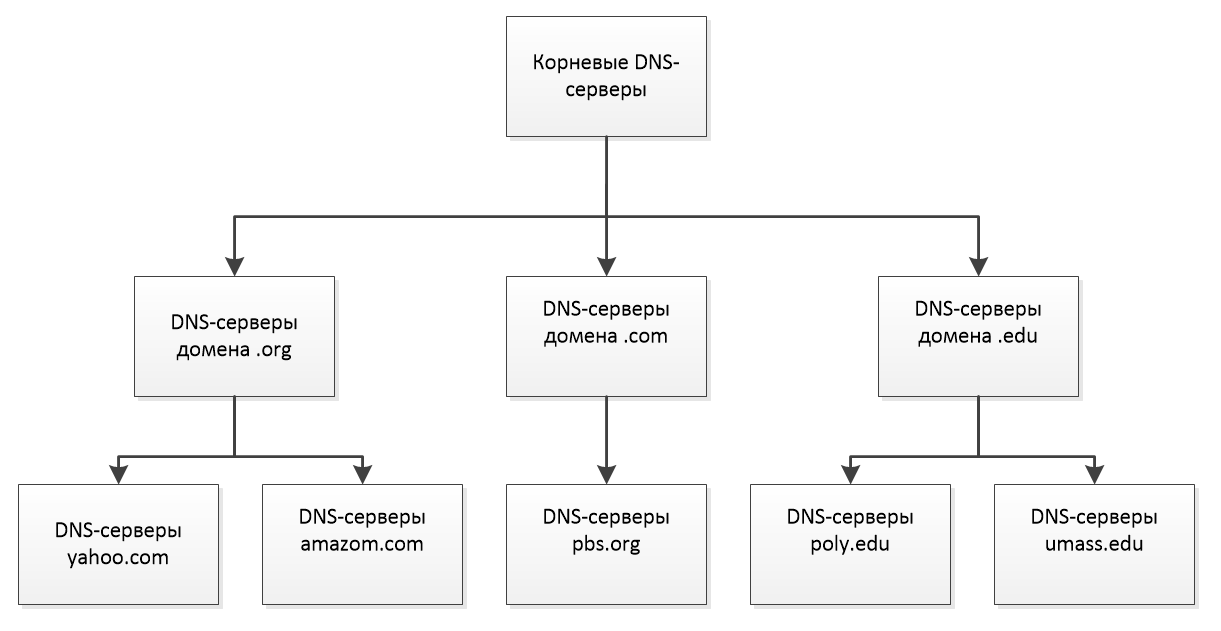 Корневые DNS-
серверы
DNS-серверы
домена .org
DNS-серверы
домена .com
DNS-серверы
домена .edu
DNS-серверы
yahoo.com
DNS-серверы
amazom.com
DNS-серверы
pbs.org
DNS-серверы
poly.edu
DNS-серверы
umass.edu